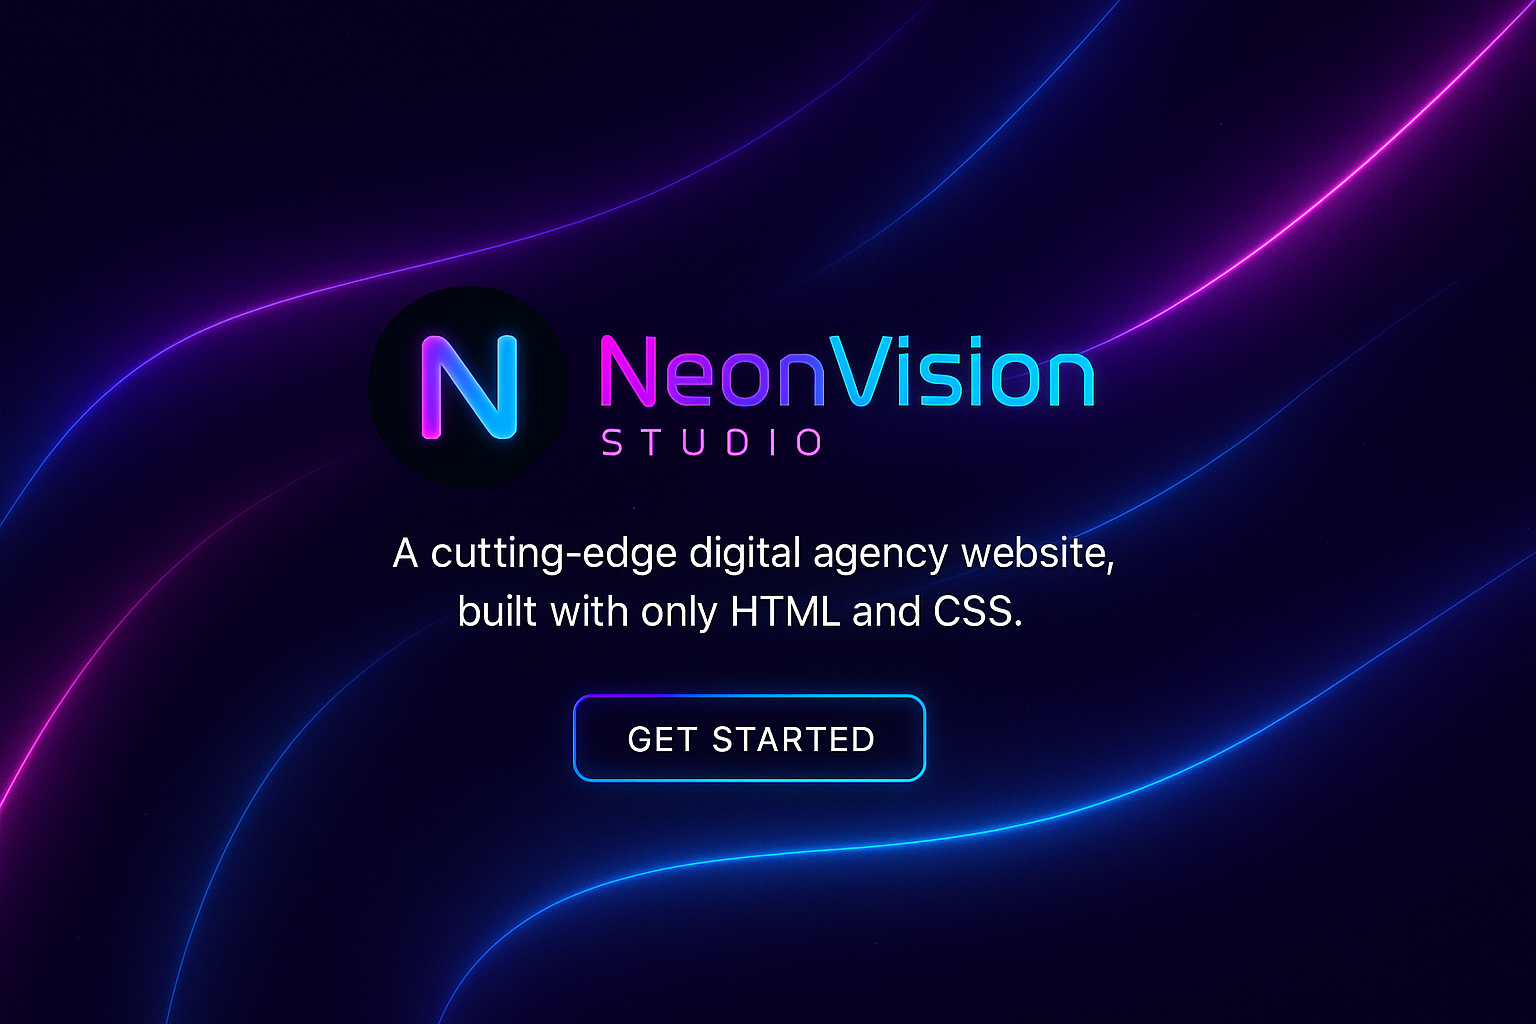 N
NeonVision
STUDIO
A cutting-edge digital agency website,
built with only HTML and CSS.
GET STARTED